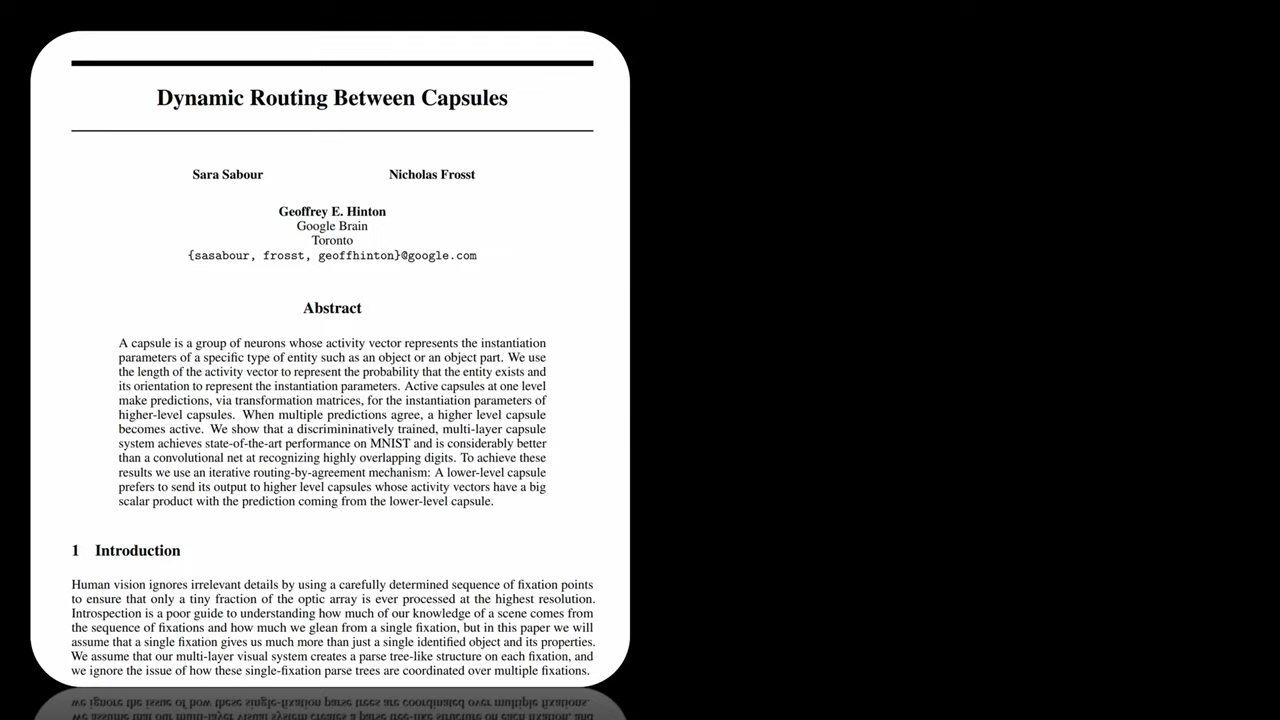 Dynamic Routing Between Capsules
Sara Sabour Nicholas Frosst
Geoffrey E. Hinton
Google Brain
Toronto
{sasabour, frosst, geoffhinton}@google.com
Abstract
A capsule is a group of neurons whose activity vector represents the instantiation
parameters of a specific type of entity such as an object or an object part. We use
the length of the activity vector to represent the probability that the entity exists and
its orientation to represent the instantiation parameters. Active capsules at one level
make predictions, via transformation matrices, for the instantiation parameters of
higher-level capsules. When multiple predictions agree, a higher level capsule
becomes active. We show that a discrimininatively trained, multi-layer capsule
system achieves state-of-the-art performance on MNIST and is considerably better
than a convolutional net at recognizing highly overlapping digits. To achieve these
results we use an iterative routing-by-agreement mechanism: A lower-level capsule
prefers to send its output to higher level capsules whose activity vectors have a big
scalar product with the prediction coming from the lower-level capsule.
1 Introduction
Human vision ignores irrelevant details by using a carefully determined sequence of fixation points
to ensure that only a tiny fraction of the optic array is ever processed at the highest resolution.
Introspection is a poor guide to understanding how much of our knowledge of a scene comes from
the sequence of fixations and how much we glean from a single fixation, but in this paper we will
assume that a single fixation gives us much more than just a single identified object and its properties.
We assume that our multi-layer visual system creates a parse tree-like structure on each fixation, and
we ignore the issue of how these single-fixation parse trees are coordinated over multiple fixations.